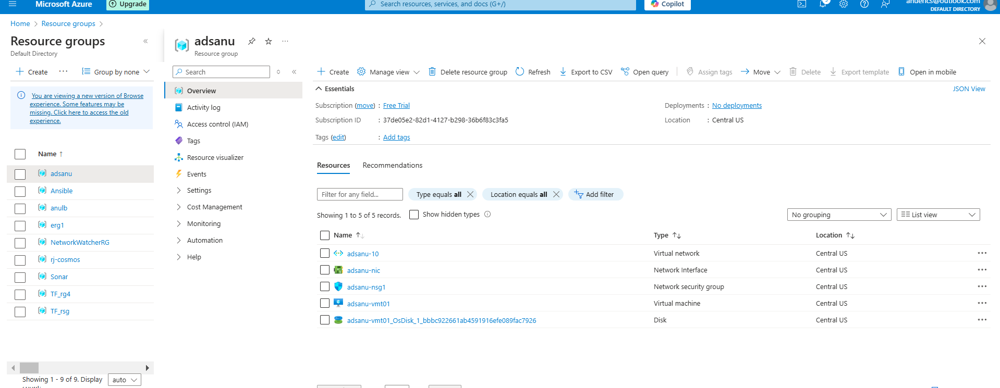 Microsoft Azure
Upgrade
Search resources, services, and docs (G+/)
Copilot
anuerics@outlook.com
DEFAULT DIRECTORY
Home > Resource groups >
Resource groups
Default Directory
Create
Group by none
You are viewing a new version of Browse
experience. Some features may be
missing. Click here to access the old
experience.
Name ↑
adsanu
Ansible
anulb
erg1
NetworkWatcherRG
rj-cosmos
Sonar
TF_rg4
TF_rsg
Showing 1 - 9 of 9. Display
count:
auto
adsanu
Resource group
Search
Overview
Activity log
Access control (IAM)
Tags
Resource visualizer
Events
Settings
Cost Management
Monitoring
Automation
Help
Create
Manage view
Delete resource group
Refresh
Export to CSV
Open query
Assign tags
Move
Delete
Export template
Open in mobile
Essentials
JSON View
Subscription (move) : Free Trial
Subscription ID : 37de05e2-82d1-4127-b298-36b6f83c3fa5
Tags (edit) : Add tags
Deployments : No deployments
Location : Central US
Resources
Recommendations
Filter for any field...
Type equals all
Location equals all
Add filter
Showing 1 to 5 of 5 records.
Show hidden types
No grouping
List view
Name ↑↓ Type ↑↓ Location ↑↓
adsanu-10 Virtual network Central US
adsanu-nic Network Interface Central US
adsanu-nsg1 Network security group Central US
adsanu-vmt01 Virtual machine Central US
adsanu-vmt01_OsDisk_1_bbbc922661ab4591916efe089fac7926 Disk Central US